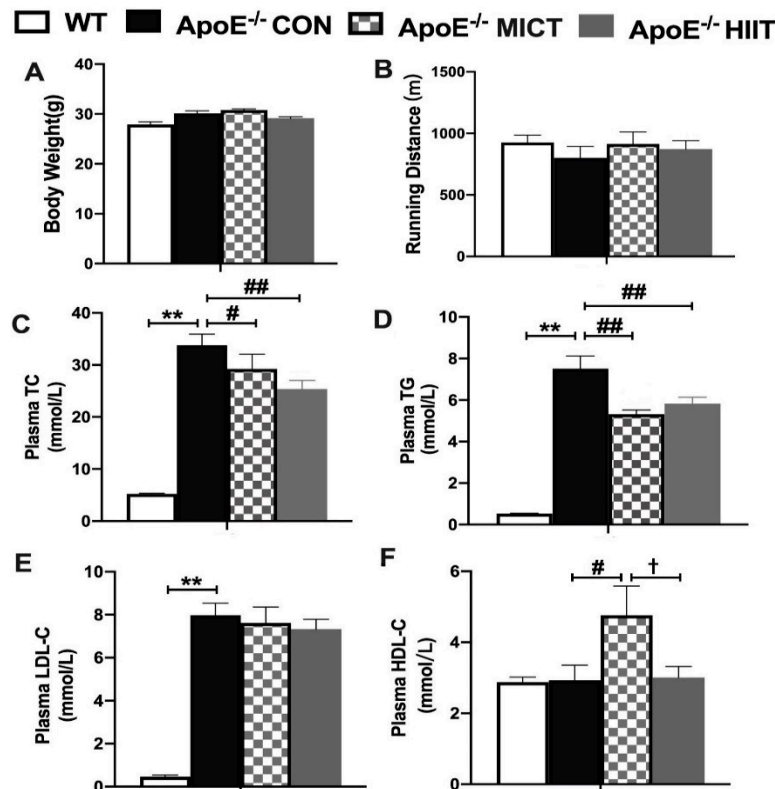 WT ApoE⁻/⁻ CON ApoE⁻/⁻ MICT ApoE⁻/⁻ HIIT
A
Body Weight(g)
40
30
20
10
0
B
Running Distance (m)
1500
1000
500
0
C
Plasma TC
(mmol/L)
40
30
20
10
0
**
#
##
D
Plasma TG
(mmol/L)
10
8
6
4
2
0
**
##
##
E
Plasma LDL-C
(mmol/L)
8
6
4
2
0
**
F
Plasma HDL-C
(mmol/L)
6
4
2
0
#
†